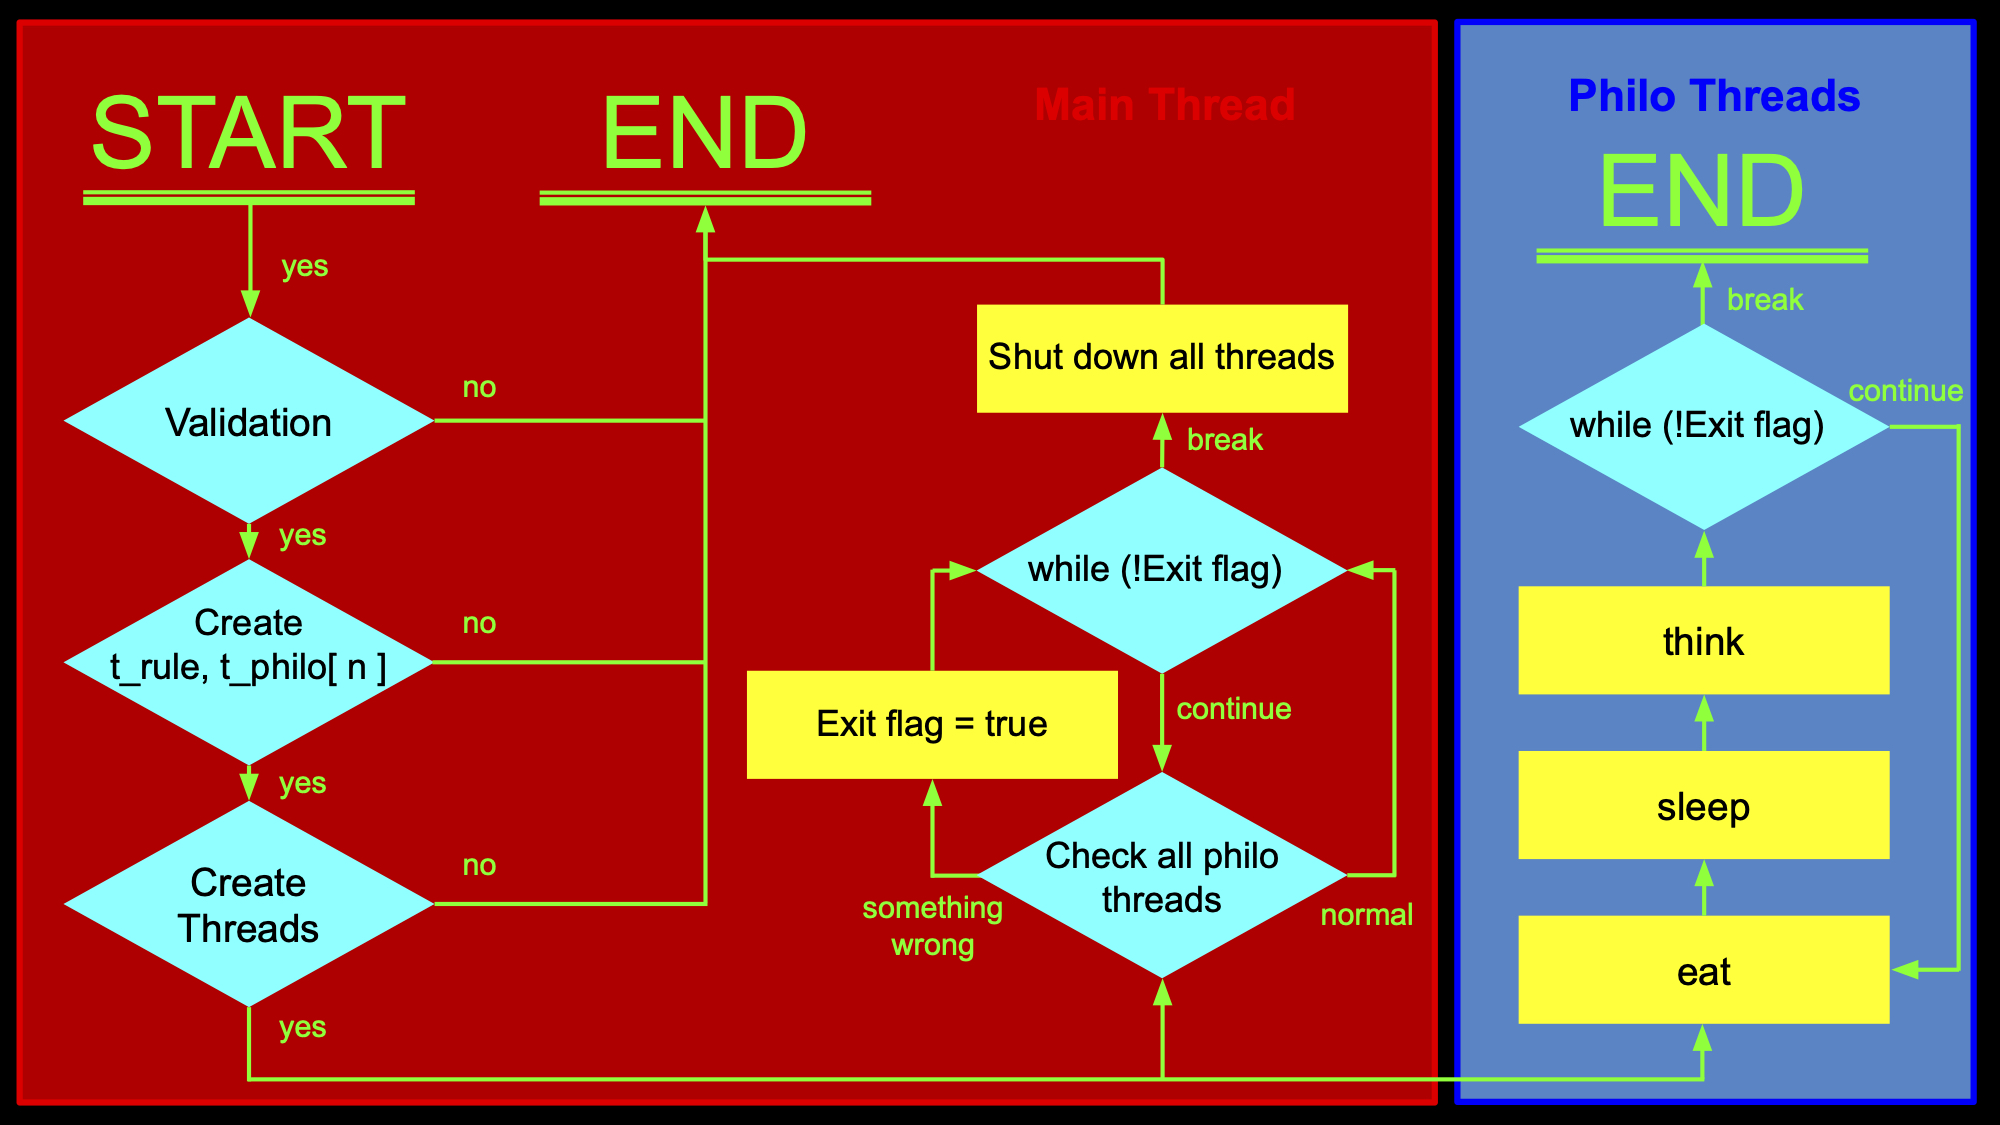 START
END
Main Thread
yes
Validation
no
yes
Create
t_rule, t_philo[ n ]
no
yes
Create
Threads
no
yes
Shut down all threads
break
while (!Exit flag)
Exit flag = true
continue
Check all philo
threads
something
wrong
normal
Philo Threads
END
break
while (!Exit flag)
continue
think
sleep
eat